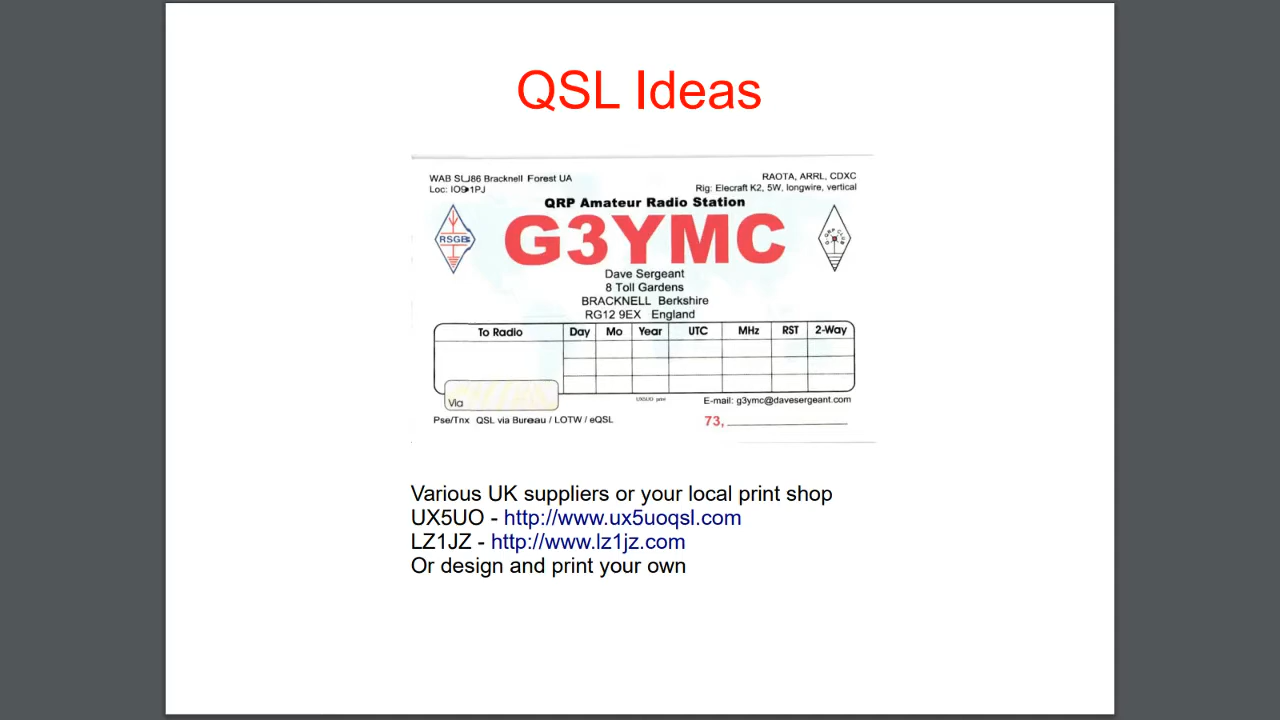 QSL Ideas
WAB SU86 Bracknell Forest UA
RAOTA, ARRL, CDXC
Loc: IO91PJ
Rig: Elecraft K2, 5W, longwire, vertical
QRP Amateur Radio Station
RSGB
G3YMC
QRP CLUB
Dave Sergeant
8 Toll Gardens
BRACKNELL Berkshire
RG12 9EX England
To Radio Day Mo Year UTC MHz RST 2-Way
Via
UX5UO print
E-mail: g3ymc@davesergeant.com
Pse/Tnx QSL via Bureau / LOTW / eQSL
73,
Various UK suppliers or your local print shop
UX5UO - http://www.ux5uoqsl.com
LZ1JZ - http://www.lz1jz.com
Or design and print your own